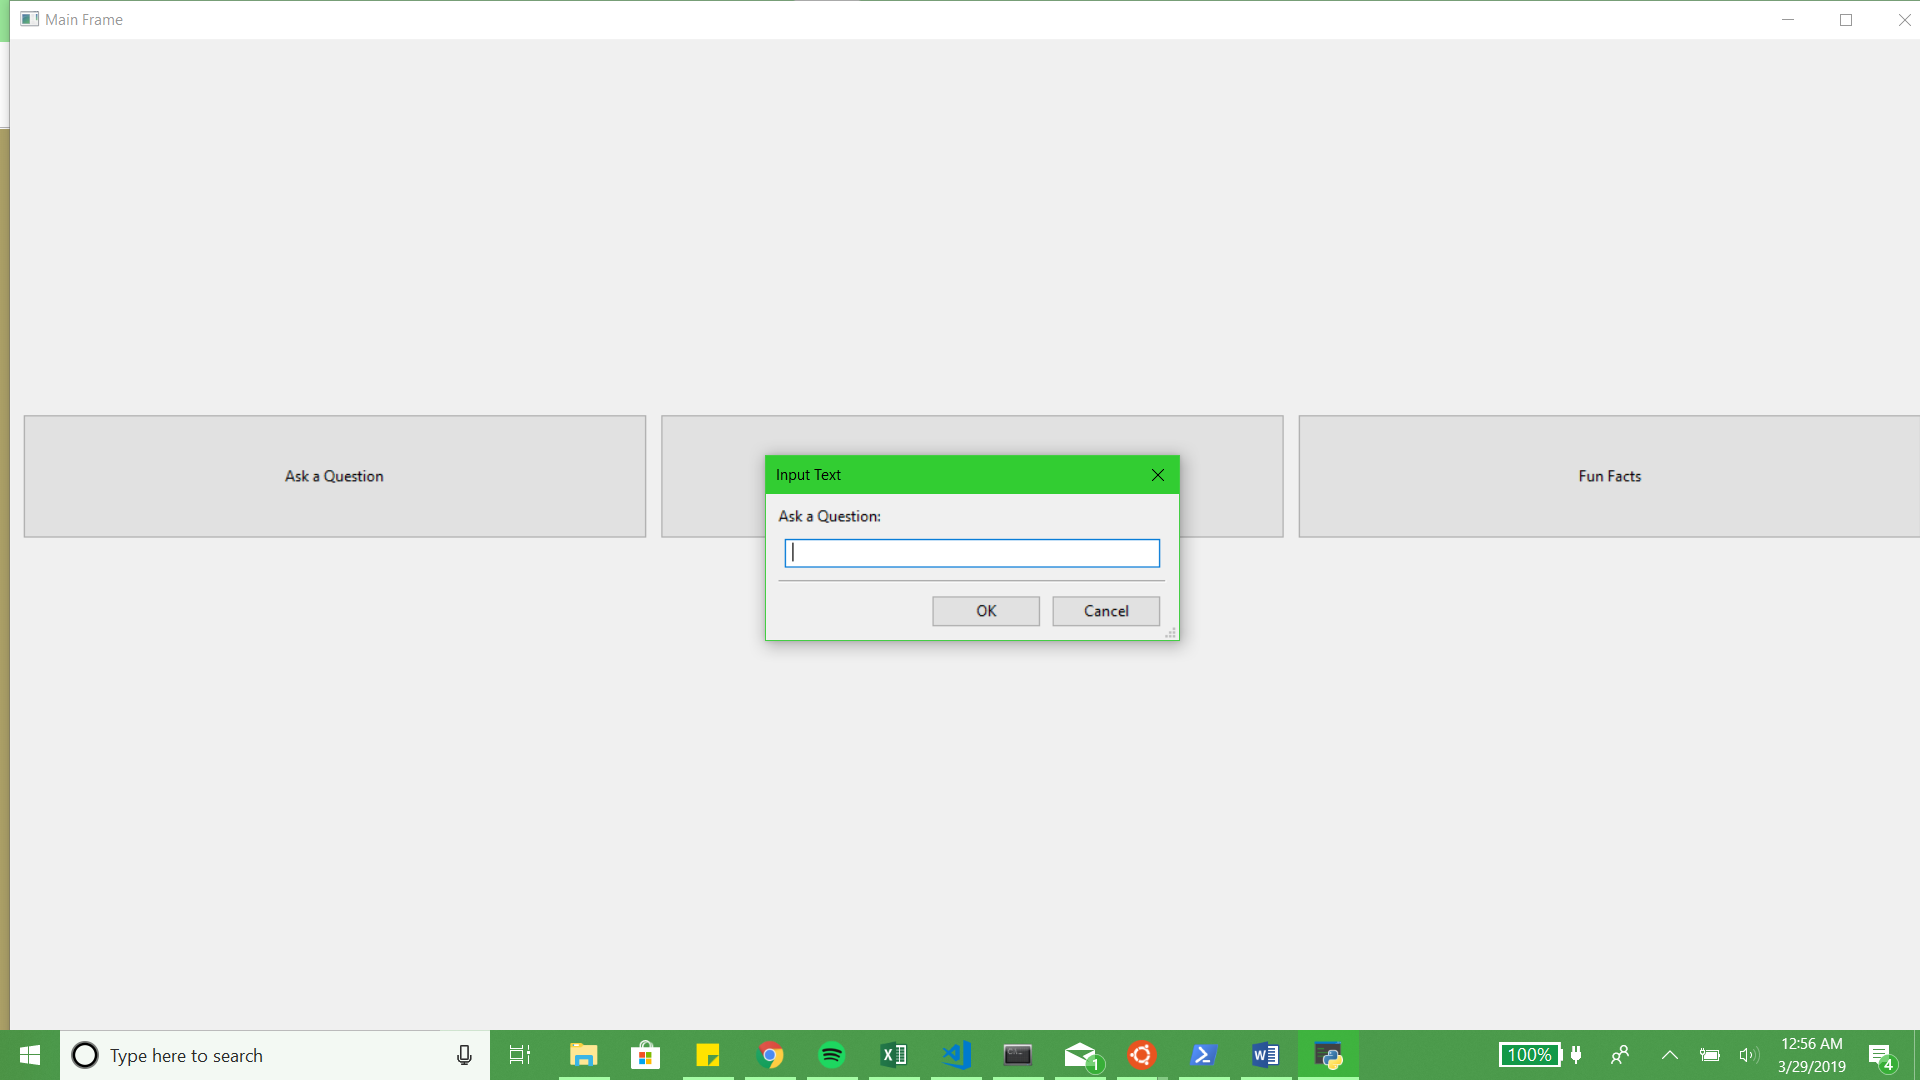 Main Frame
Ask a Question
Fun Facts
Input Text
Ask a Question:
OK
Cancel
Type here to search
1
100%
12:56 AM
3/29/2019
4